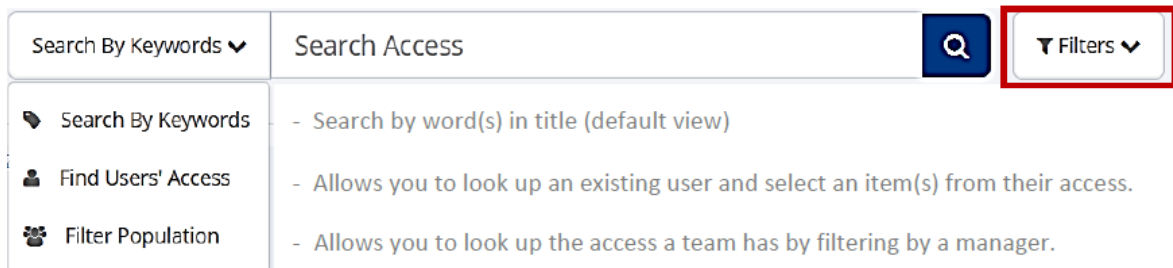 Search By Keywords Search Access Filters
Search By Keywords - Search by word(s) in title (default view)
Find Users' Access - Allows you to look up an existing user and select an item(s) from their access.
Filter Population - Allows you to look up the access a team has by filtering by a manager.